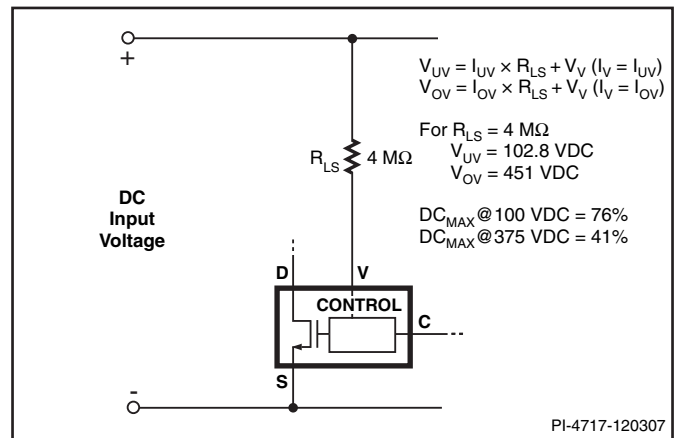 +
V_UV = I_UV × R_LS + V_V (I_V = I_UV)
V_OV = I_OV × R_LS + V_V (I_V = I_OV)
For R_LS = 4 MΩ
V_UV = 102.8 VDC
V_OV = 451 VDC
DC_MAX@100 VDC = 76%
DC_MAX@375 VDC = 41%
R_LS 4 MΩ
DC
Input
Voltage
D V
CONTROL
C
S
-
PI-4717-120307